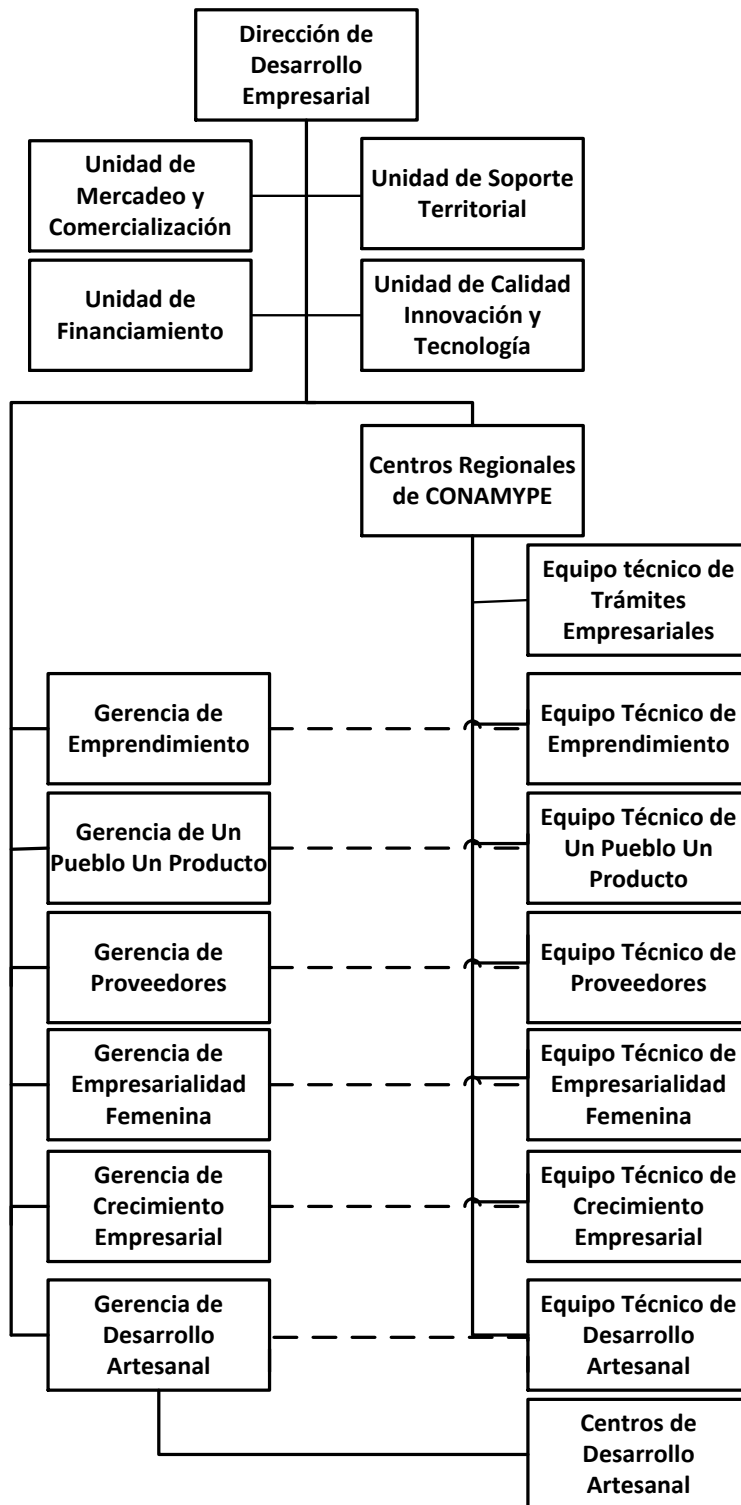 Dirección de
Desarrollo
Empresarial
Unidad de
Mercadeo y
Comercialización
Unidad de Soporte
Territorial
Unidad de
Financiamiento
Unidad de Calidad
Innovación y
Tecnología
Centros Regionales
de CONAMYPE
Equipo técnico de
Trámites
Empresariales
Gerencia de
Emprendimiento
Equipo Técnico de
Emprendimiento
Gerencia de Un
Pueblo Un Producto
Equipo Técnico de
Un Pueblo Un
Producto
Gerencia de
Proveedores
Equipo Técnico de
Proveedores
Gerencia de
Empresarialidad
Femenina
Equipo Técnico de
Empresarialidad
Femenina
Gerencia de
Crecimiento
Empresarial
Equipo Técnico de
Crecimiento
Empresarial
Gerencia de
Desarrollo
Artesanal
Equipo Técnico de
Desarrollo
Artesanal
Centros de
Desarrollo
Artesanal